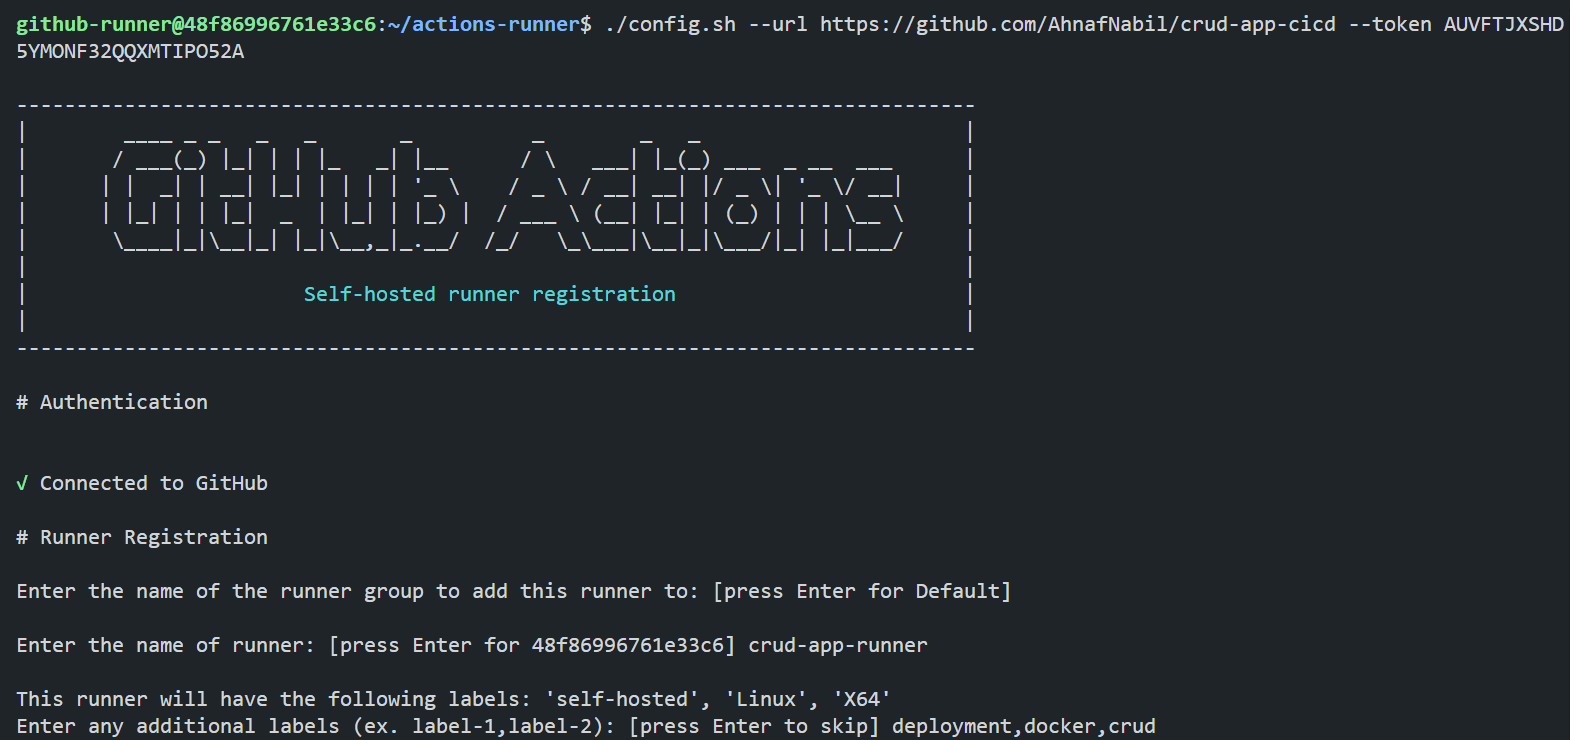 github-runner@48f86996761e33c6:~/actions-runner$ ./config.sh --url https://github.com/AhnafNabil/crud-app-cicd --token AUVFTJXSHD
5YMONF32QQXMTIPO52A
--------------------------------------------------------------------------------
|        ____ _ _   _   _       _          _        _   _                      |
|       / ___(_) |_| | | |_   _| |__      / \   ___| |_(_) ___  _ __  ___      |
|      | |  _| | __| |_| | | | | '_ \    / _ \ / __| __| |/ _ \| '_ \/ __|     |
|      | |_| | | |_|  _  | |_| | |_) |  / ___ \ (__| |_| | (_) | | | \__ \     |
|       \____|_|\__|_| |_|\__,_|_.__/  /_/   \_\___|\__|_|\___/|_| |_|___/     |
|                                                                              |
|                       Self-hosted runner registration                        |
|                                                                              |
--------------------------------------------------------------------------------
# Authentication
√ Connected to GitHub
# Runner Registration
Enter the name of the runner group to add this runner to: [press Enter for Default]
Enter the name of runner: [press Enter for 48f86996761e33c6] crud-app-runner
This runner will have the following labels: 'self-hosted', 'Linux', 'X64'
Enter any additional labels (ex. label-1,label-2): [press Enter to skip] deployment,docker,crud